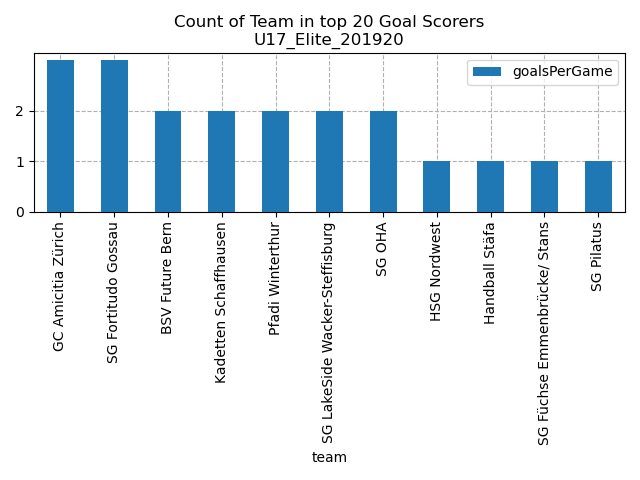 Count of Team in top 20 Goal Scorers
U17_Elite_201920
goalsPerGame
2
1
0
GC Amicitia Zürich
SG Fortitudo Gossau
BSV Future Bern
Kadetten Schaffhausen
Pfadi Winterthur
SG LakeSide Wacker-Steffisburg
SG OHA
HSG Nordwest
Handball Stäfa
SG Füchse Emmenbrücke/ Stans
SG Pilatus
team